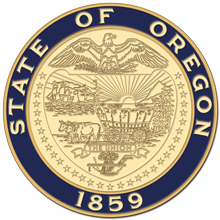 STATE OF OREGON
THE UNION
1859